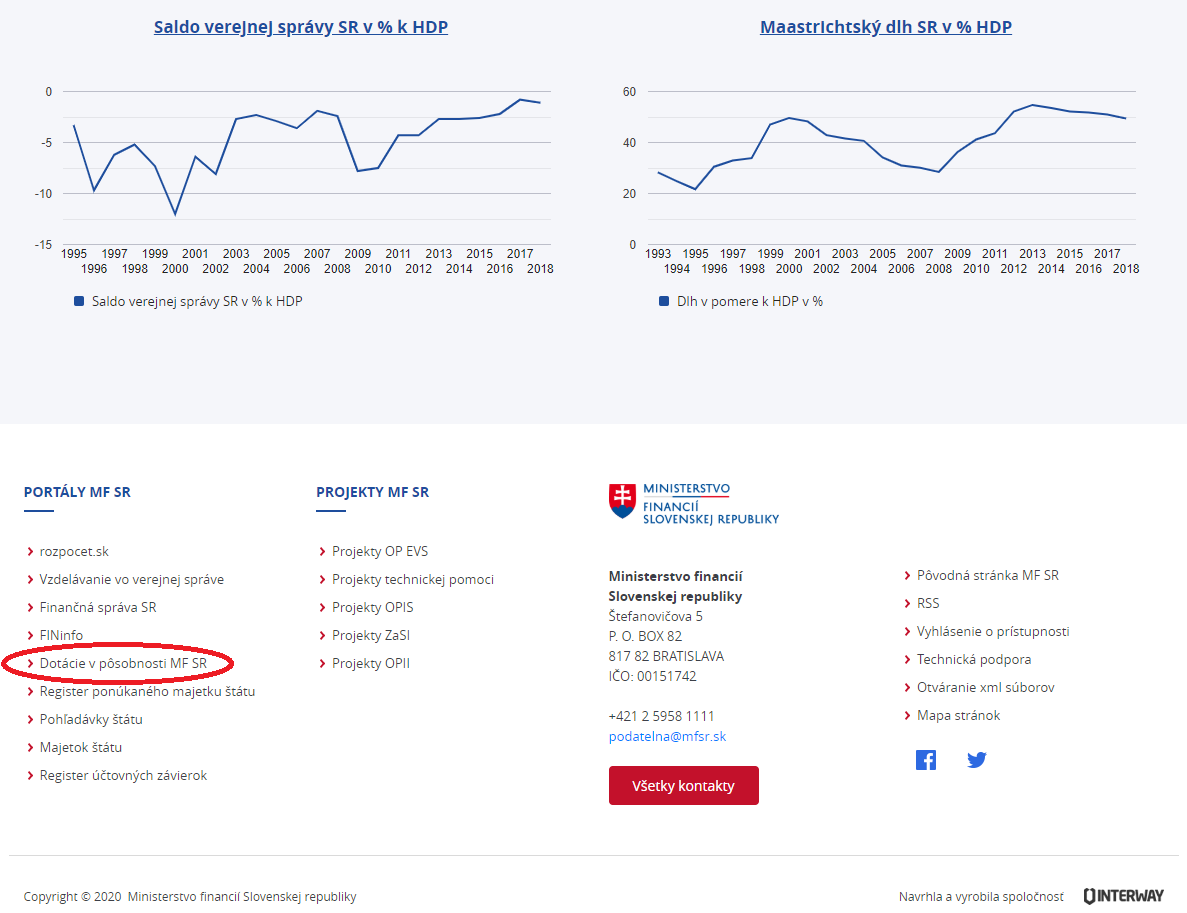 Saldo verejnej správy SR v % k HDP
0
-5
-10
-15
1995 1997 1999 2001 2003 2005 2007 2009 2011 2013 2015 2017
1996 1998 2000 2002 2004 2006 2008 2010 2012 2014 2016 2018
Saldo verejnej správy SR v % k HDP
Maastrichtský dlh SR v % HDP
60
40
20
0
1993 1995 1997 1999 2001 2003 2005 2007 2009 2011 2013 2015 2017
1994 1996 1998 2000 2002 2004 2006 2008 2010 2012 2014 2016 2018
Dlh v pomere k HDP v %
PORTÁLY MF SR
rozpocet.sk
Vzdelávanie vo verejnej správe
Finančná správa SR
FINinfo
Dotácie v pôsobnosti MF SR
Register ponúkaného majetku štátu
Pohľadávky štátu
Majetok štátu
Register účtovných závierok
PROJEKTY MF SR
Projekty OP EVS
Projekty technickej pomoci
Projekty OPIS
Projekty ZaSI
Projekty OPII
MINISTERSTVO
FINANCIÍ
SLOVENSKEJ REPUBLIKY
Ministerstvo financií
Slovenskej republiky
Štefanovičova 5
P. O. BOX 82
817 82 BRATISLAVA
IČO: 00151742
+421 2 5958 1111
podatelna@mfsr.sk
Všetky kontakty
Pôvodná stránka MF SR
RSS
Vyhlásenie o prístupnosti
Technická podpora
Otváranie xml súborov
Mapa stránok
Copyright © 2020 Ministerstvo financií Slovenskej republiky
Navrhla a vyrobila spoločnosť INTERWAY